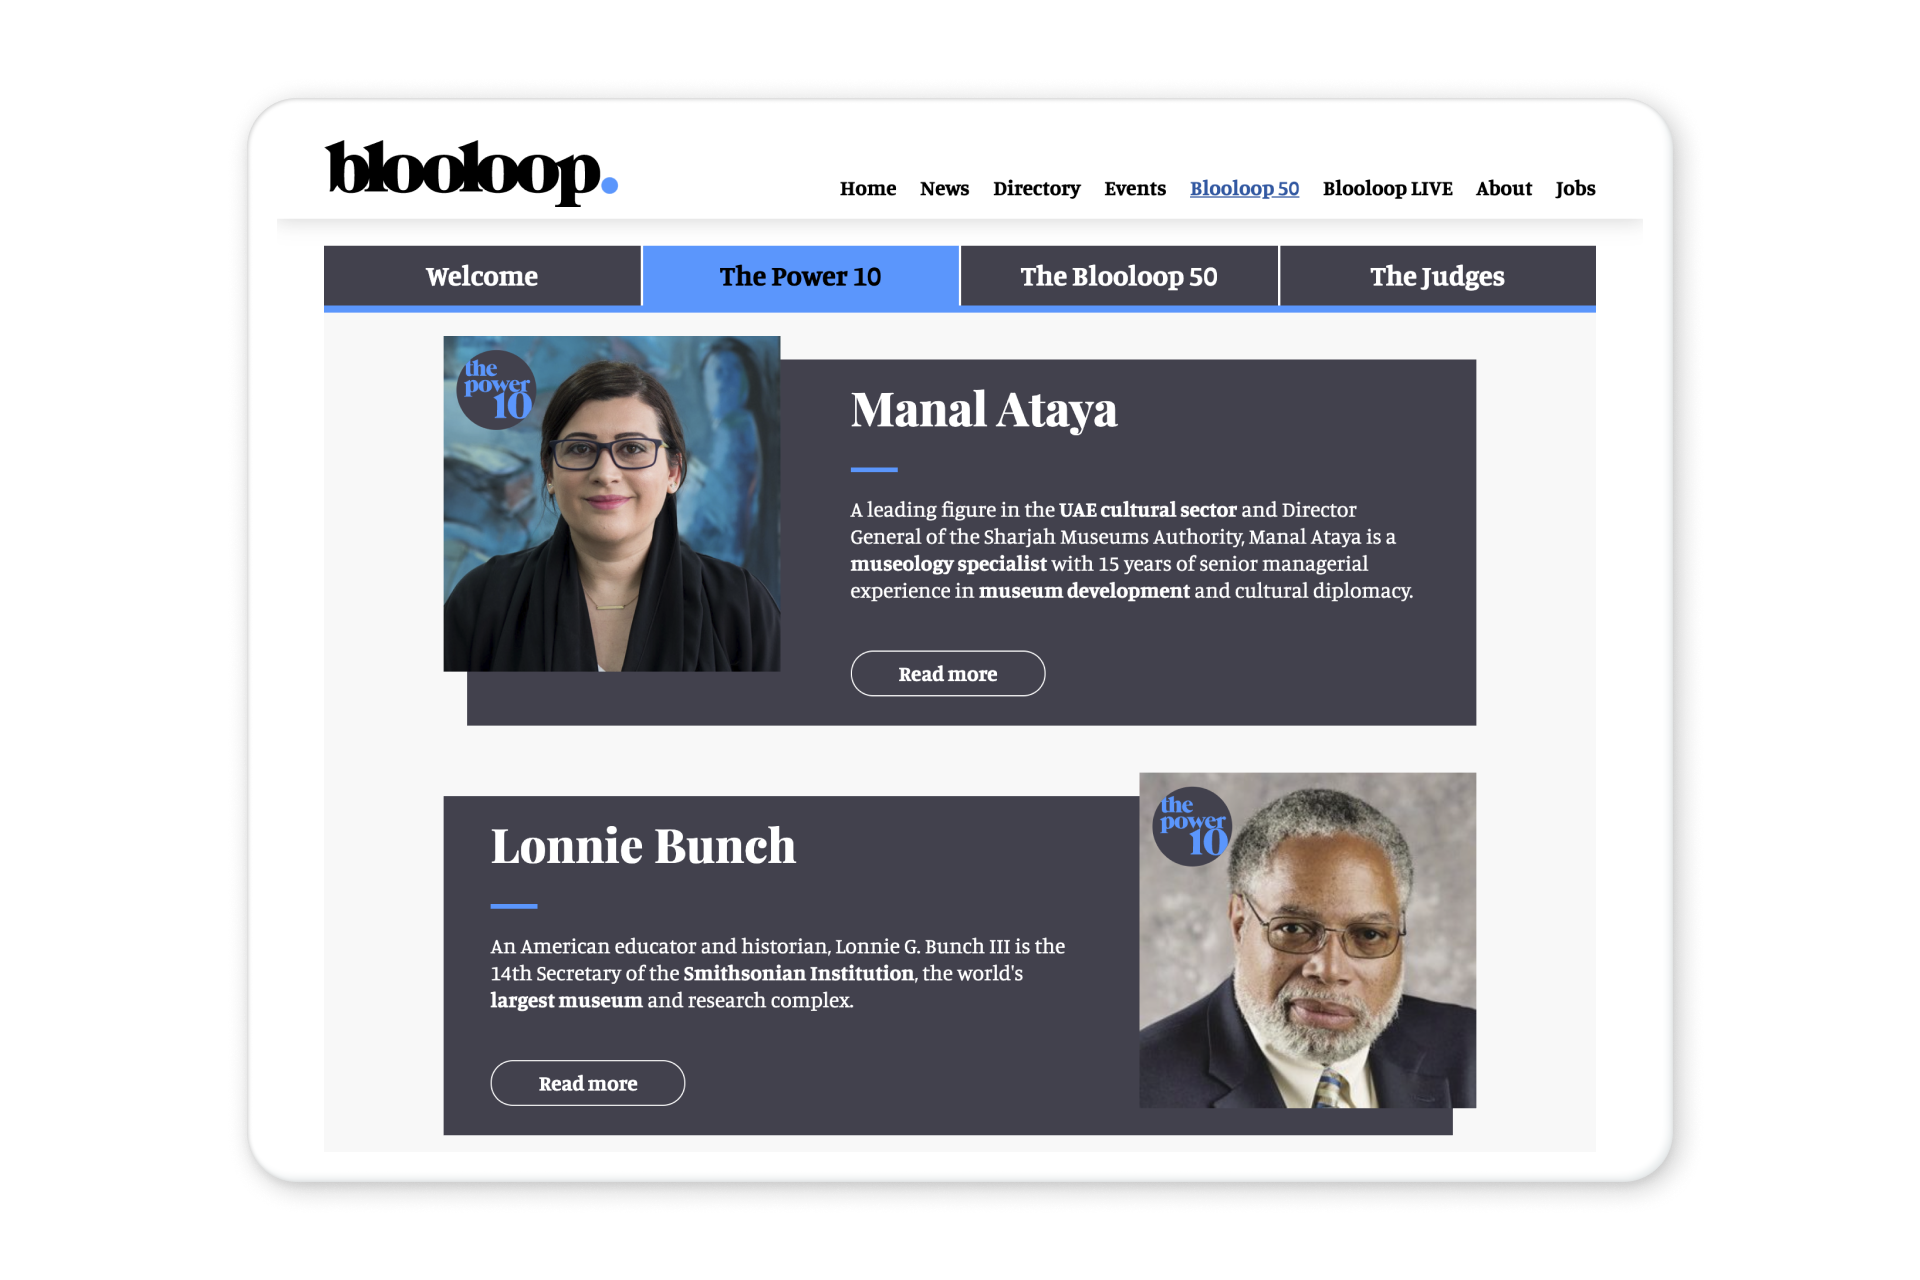 blooloop.
Home News Directory Events Blooloop 50 Blooloop LIVE About Jobs
Welcome The Power 10 The Blooloop 50 The Judges
the
power
10
Manal Ataya
A leading figure in the UAE cultural sector and Director
General of the Sharjah Museums Authority, Manal Ataya is a
museology specialist with 15 years of senior managerial
experience in museum development and cultural diplomacy.
Read more
Lonnie Bunch
An American educator and historian, Lonnie G. Bunch III is the
14th Secretary of the Smithsonian Institution, the world's
largest museum and research complex.
Read more
the
power
10